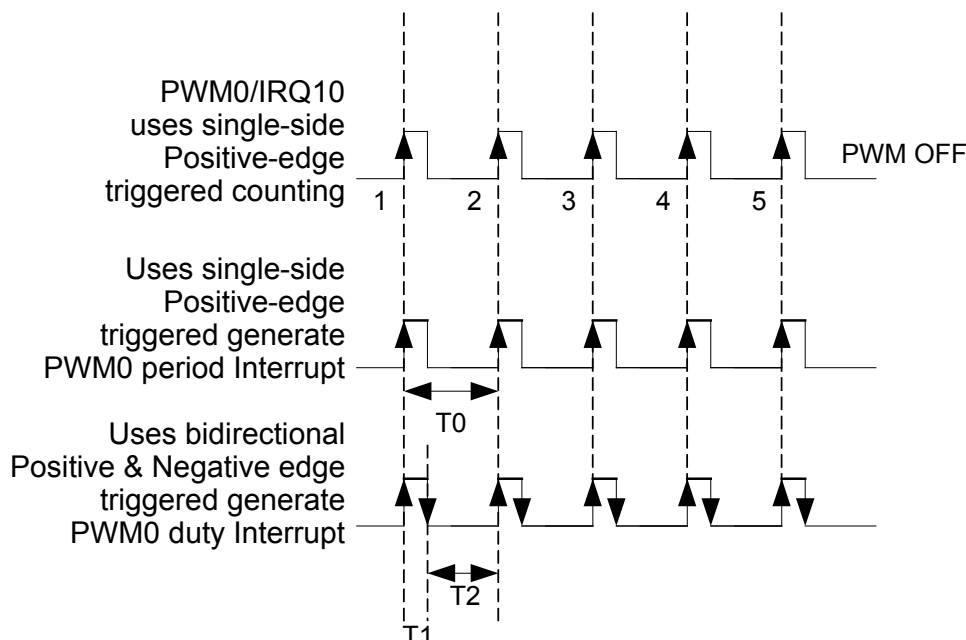 PWM0/IRQ10
uses single-side
Positive-edge
triggered counting
PWM OFF
1 2 3 4 5
Uses single-side
Positive-edge
triggered generate
PWM0 period Interrupt
T0
Uses bidirectional
Positive & Negative edge
triggered generate
PWM0 duty Interrupt
T2
T1